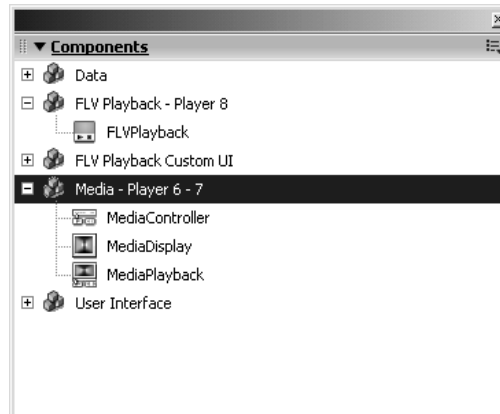 Components
Data
FLV Playback - Player 8
FLVPlayback
FLV Playback Custom UI
Media - Player 6 - 7
MediaController
MediaDisplay
MediaPlayback
User Interface